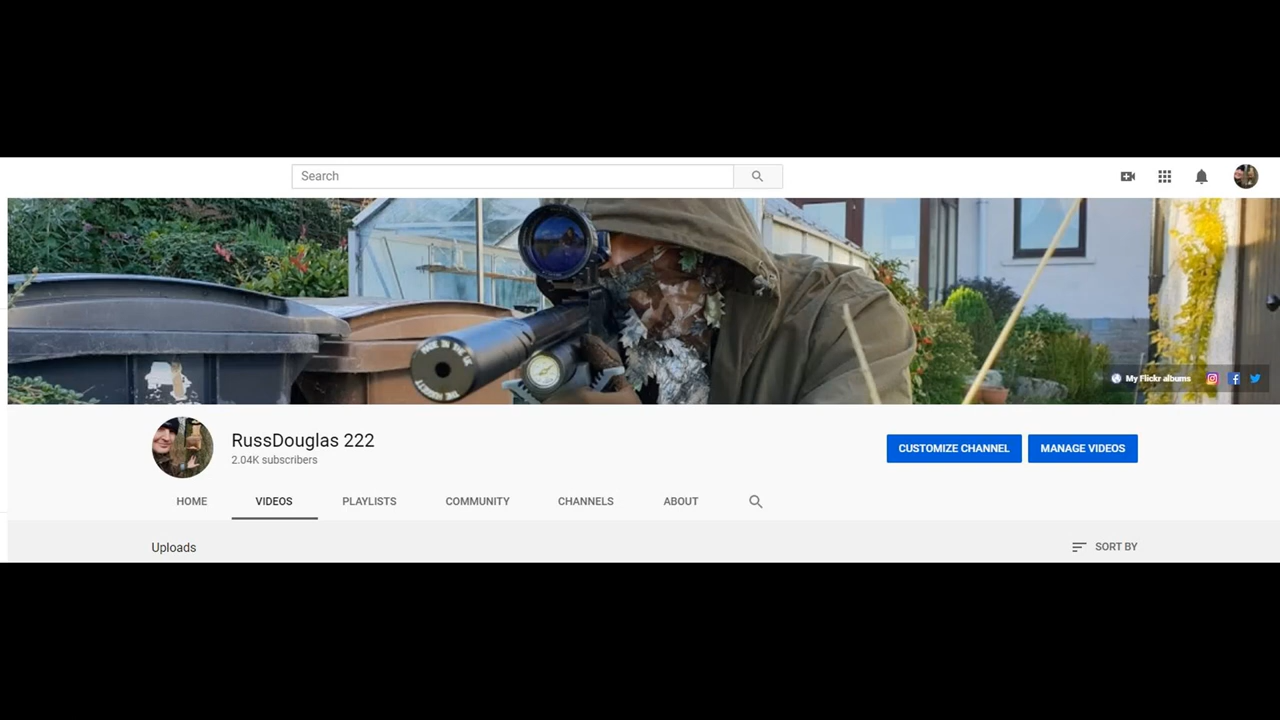 Search
My Flickr albums
RussDouglas 222
2.04K subscribers
CUSTOMIZE CHANNEL
MANAGE VIDEOS
HOME
VIDEOS
PLAYLISTS
COMMUNITY
CHANNELS
ABOUT
Uploads
SORT BY